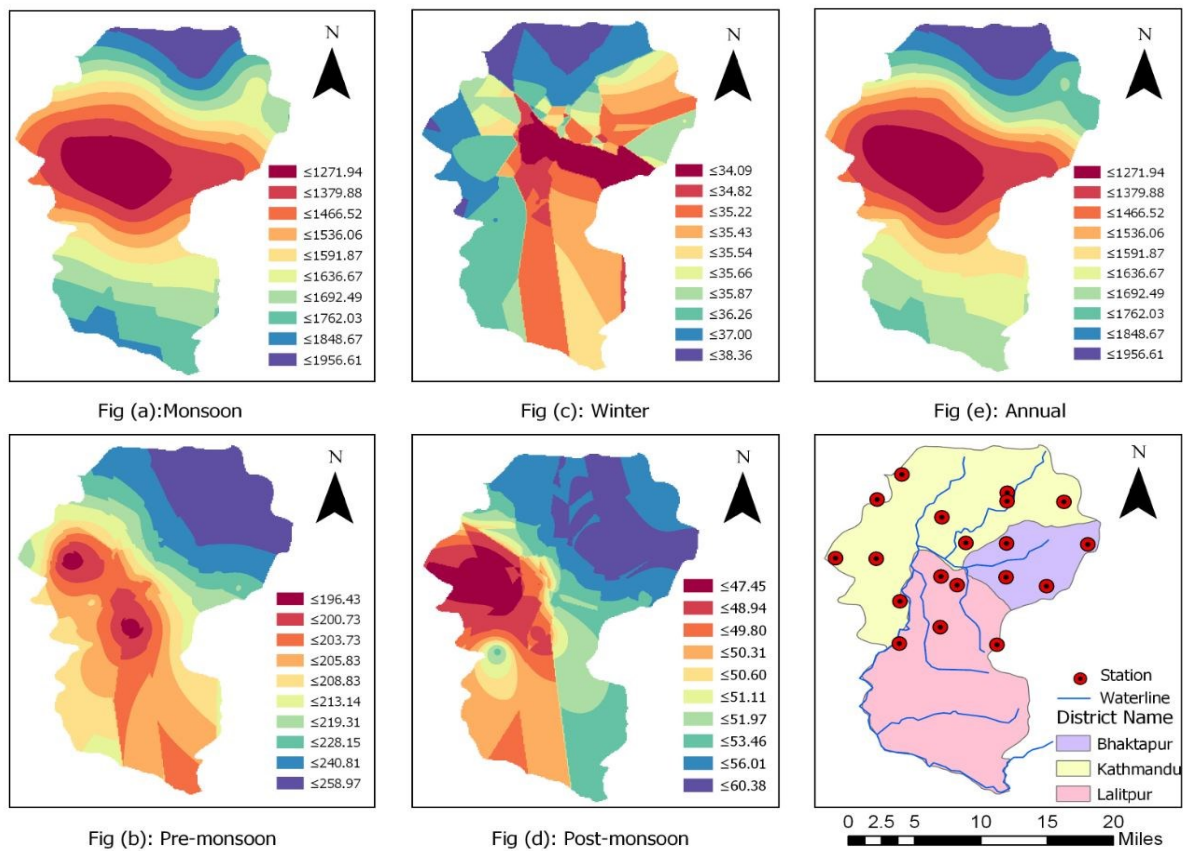 N
≤1271.94
≤1379.88
≤1466.52
≤1536.06
≤1591.87
≤1636.67
≤1692.49
≤1762.03
≤1848.67
≤1956.61
Fig (a):Monsoon
N
≤34.09
≤34.82
≤35.22
≤35.43
≤35.54
≤35.66
≤35.87
≤36.26
≤37.00
≤38.36
Fig (c): Winter
N
≤1271.94
≤1379.88
≤1466.52
≤1536.06
≤1591.87
≤1636.67
≤1692.49
≤1762.03
≤1848.67
≤1956.61
Fig (e): Annual
N
≤196.43
≤200.73
≤203.73
≤205.83
≤208.83
≤213.14
≤219.31
≤228.15
≤240.81
≤258.97
Fig (b): Pre-monsoon
N
≤47.45
≤48.94
≤49.80
≤50.31
≤50.60
≤51.11
≤51.97
≤53.46
≤56.01
≤60.38
Fig (d): Post-monsoon
N
Station
Waterline
District Name
Bhaktapur
Kathmandu
Lalitpur
0 2.5 5 10 15 20
Miles